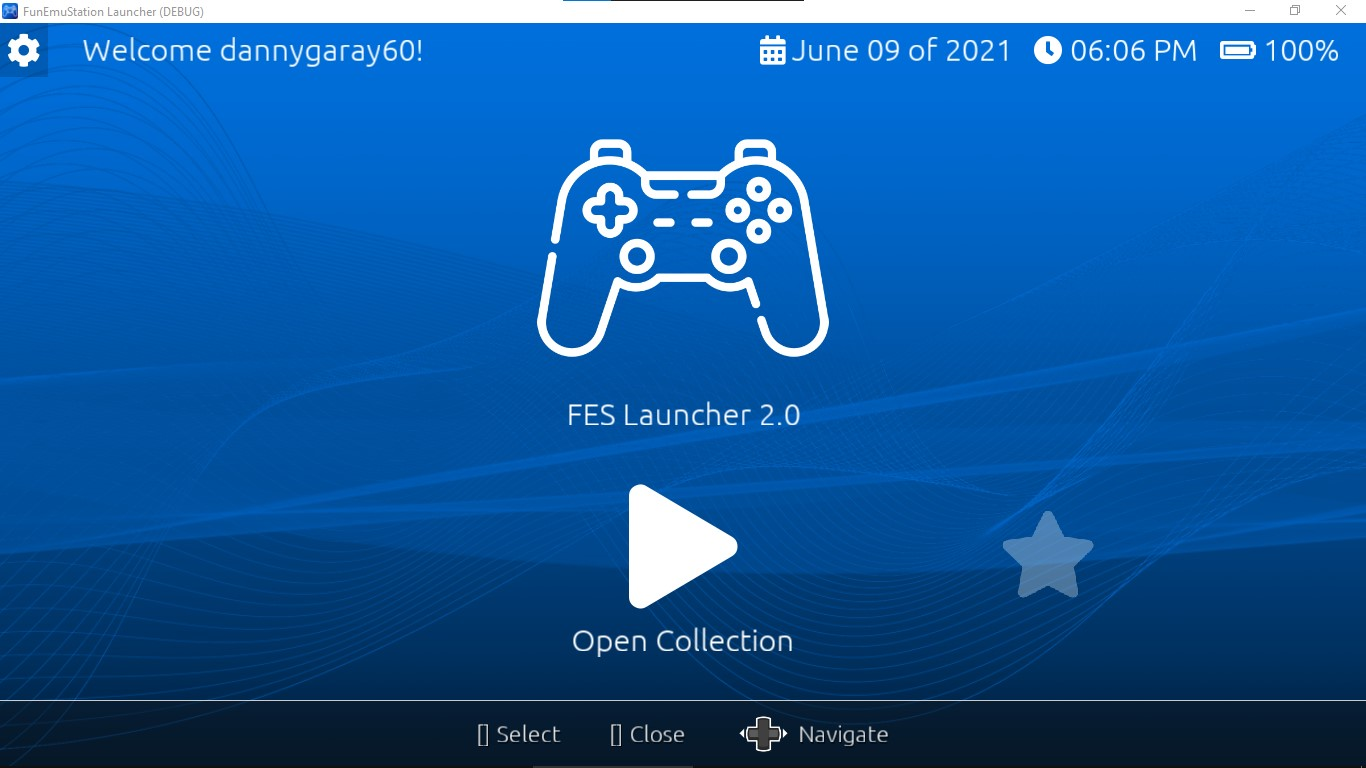 FunEmuStation Launcher (DEBUG)
Welcome dannygaray60!
June 09 of 2021
06:06 PM
100%
FES Launcher 2.0
Open Collection
[] Select
[] Close
Navigate